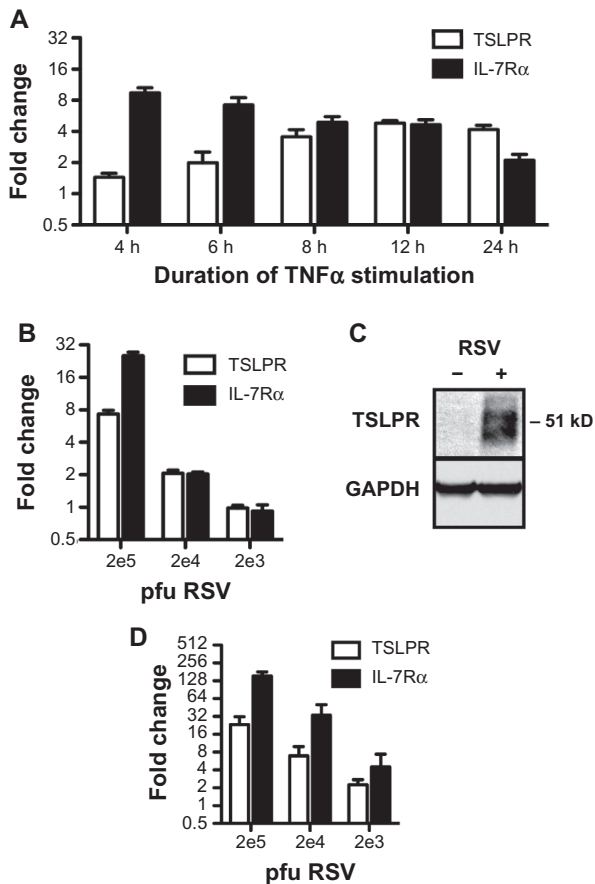 A
TSLPR
IL-7Rα
Fold change
32
16
8
4
2
1
0.5
4 h 6 h 8 h 12 h 24 h
Duration of TNFα stimulation
B
TSLPR
IL-7Rα
Fold change
32
16
8
4
2
1
0.5
2e5 2e4 2e3
pfu RSV
C
RSV
– +
TSLPR
– 51 kD
GAPDH
D
TSLPR
IL-7Rα
Fold change
512
256
128
64
32
16
8
4
2
1
0.5
2e5 2e4 2e3
pfu RSV